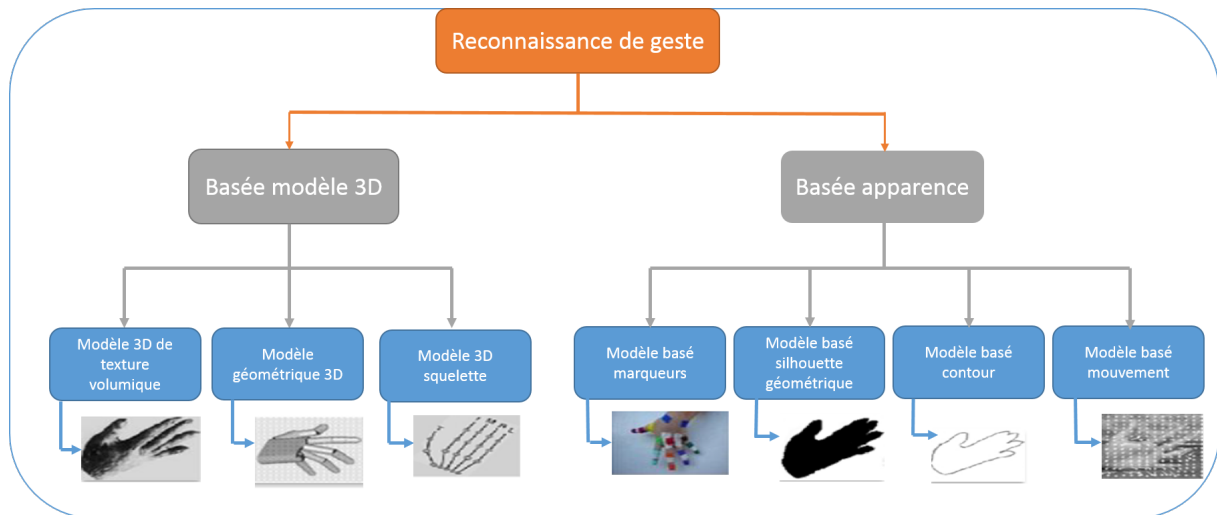 Reconnaissance de geste
Basée modèle 3D
Basée apparence
Modèle 3D de
texture
volumique
Modèle
géométrique 3D
Modèle 3D
squelette
Modèle basé
marqueurs
Modèle basé
silhouette
géométrique
Modèle basé
contour
Modèle basé
mouvement